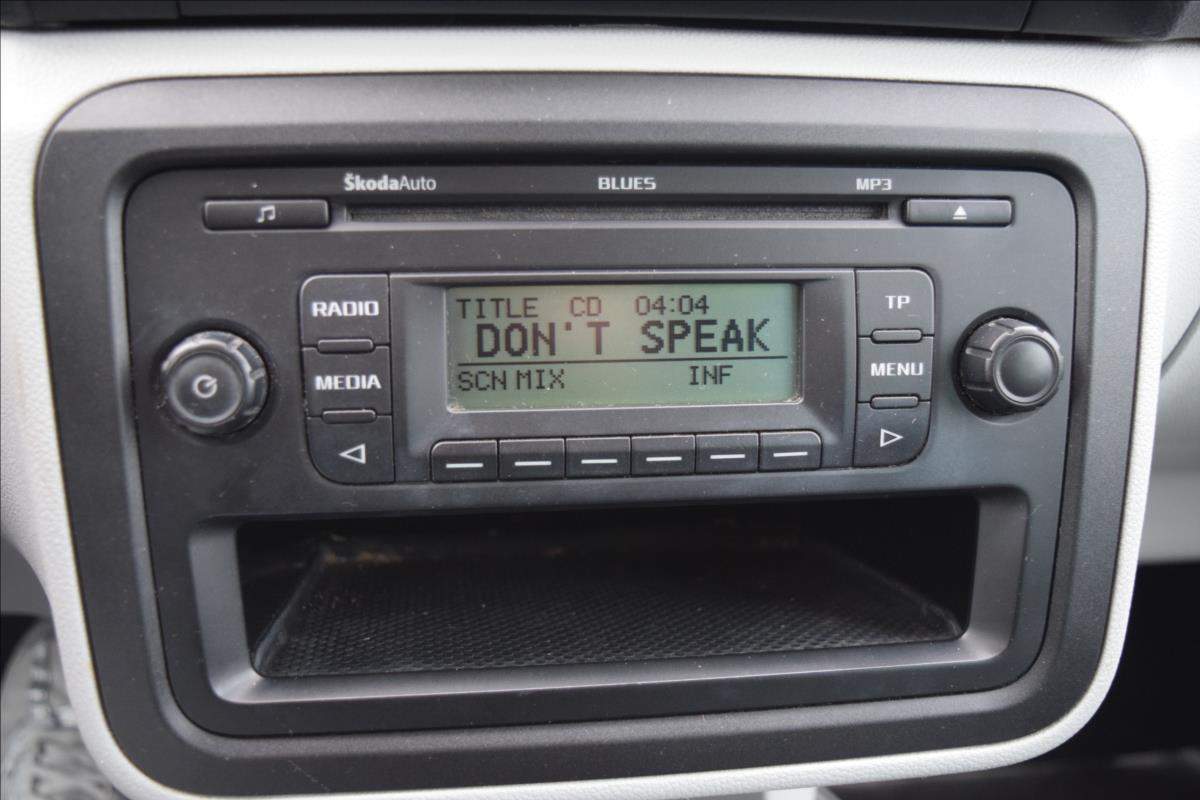 ŠkodaAuto BLUES MP3
RADIO
MEDIA
TITLE CD 04:04
DON'T SPEAK
SCN MIX INF
TP
MENU